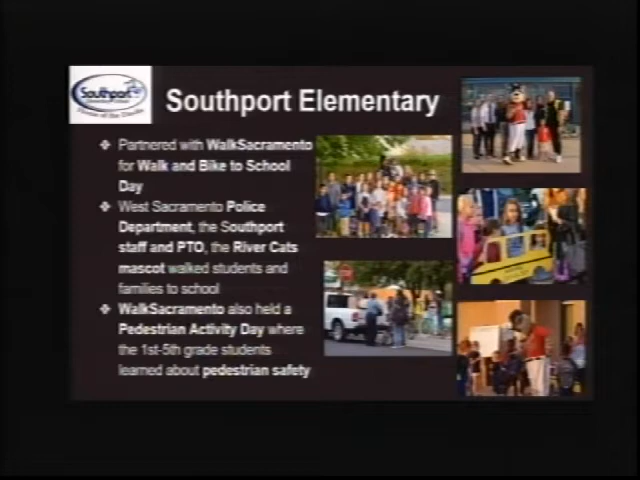 Southport
Southport Elementary
❖ Partnered with WalkSacramento
for Walk and Bike to School
Day
❖ West Sacramento Police
Department, the Southport
staff and PTO, the River Cats
mascot walked students and
families to school
❖ WalkSacramento also held a
Pedestrian Activity Day where
the 1st-5th grade students
learned about pedestrian safety